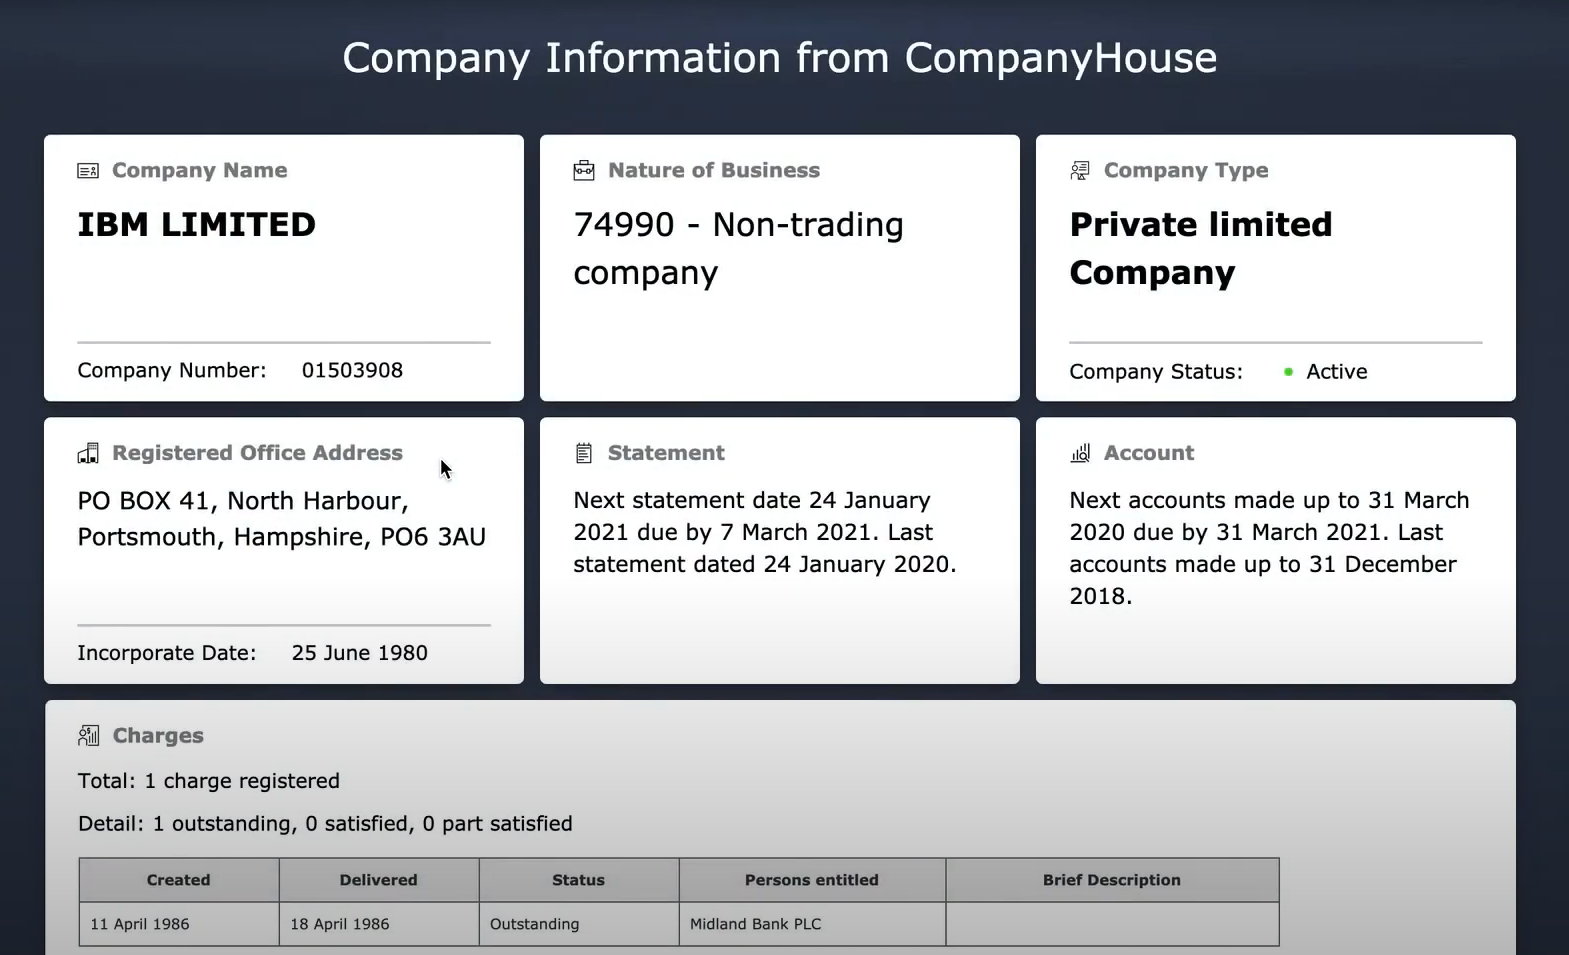 Company Information from CompanyHouse
Company Name
IBM LIMITED
Company Number: 01503908
Nature of Business
74990 - Non-trading
company
Company Type
Private limited
Company
Company Status: Active
Registered Office Address
PO BOX 41, North Harbour,
Portsmouth, Hampshire, PO6 3AU
Incorporate Date: 25 June 1980
Statement
Next statement date 24 January
2021 due by 7 March 2021. Last
statement dated 24 January 2020.
Account
Next accounts made up to 31 March
2020 due by 31 March 2021. Last
accounts made up to 31 December
2018.
Charges
Total: 1 charge registered
Detail: 1 outstanding, 0 satisfied, 0 part satisfied
Created Delivered Status Persons entitled Brief Description
11 April 1986 18 April 1986 Outstanding Midland Bank PLC